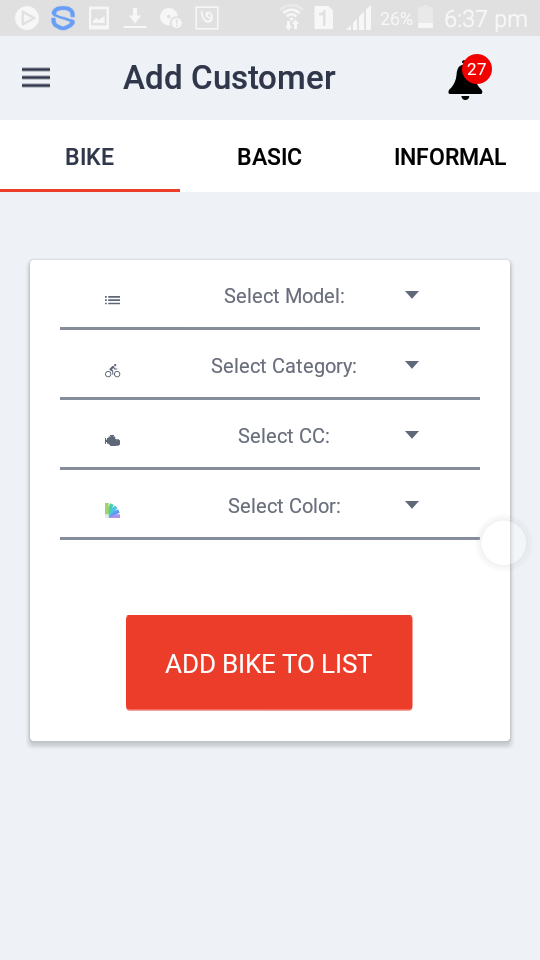 1 26% 6:37 pm
Add Customer 27
BIKE BASIC INFORMAL
Select Model:
Select Category:
Select CC:
Select Color:
ADD BIKE TO LIST